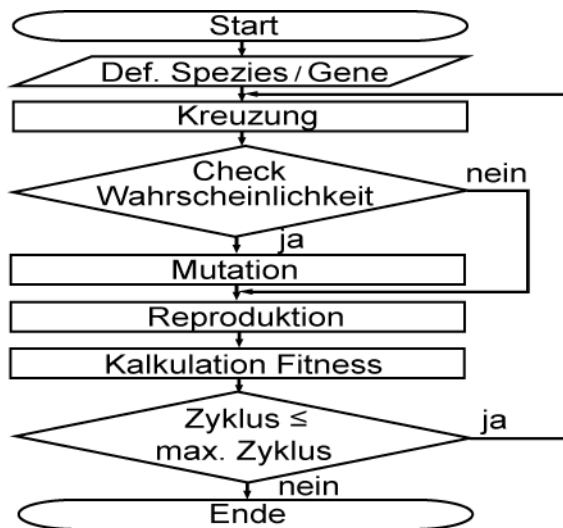 Start
Def. Spezies / Gene
Kreuzung
Check
Wahrscheinlichkeit
nein
ja
Mutation
Reproduktion
Kalkulation Fitness
Zyklus ≤
max. Zyklus
ja
nein
Ende